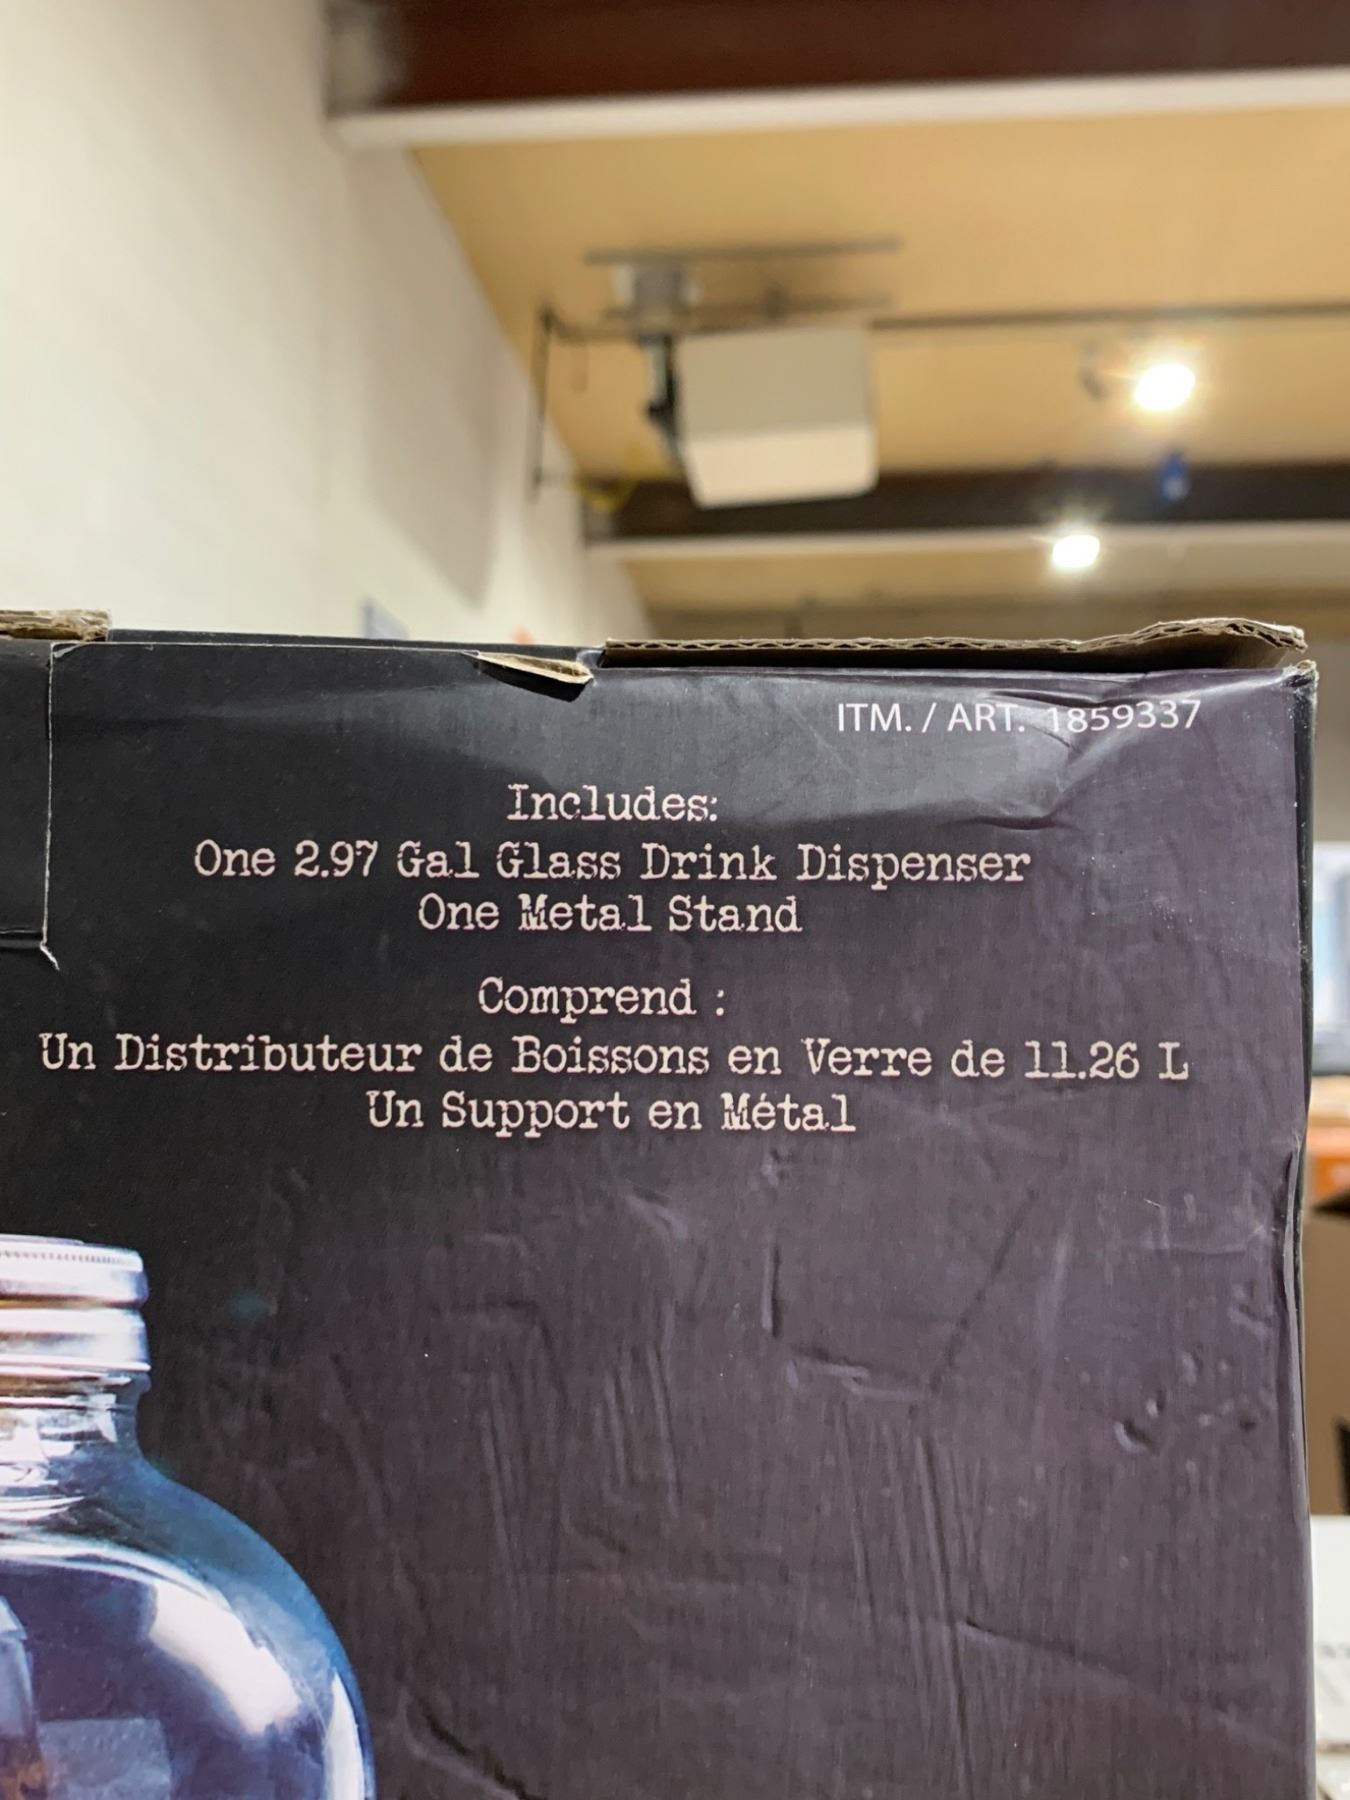 ITM. / ART. 1859337
Includes:
One 2.97 Gal Glass Drink Dispenser
One Metal Stand
Comprend :
Un Distributeur de Boissons en Verre de 11.26 L
Un Support en Métal